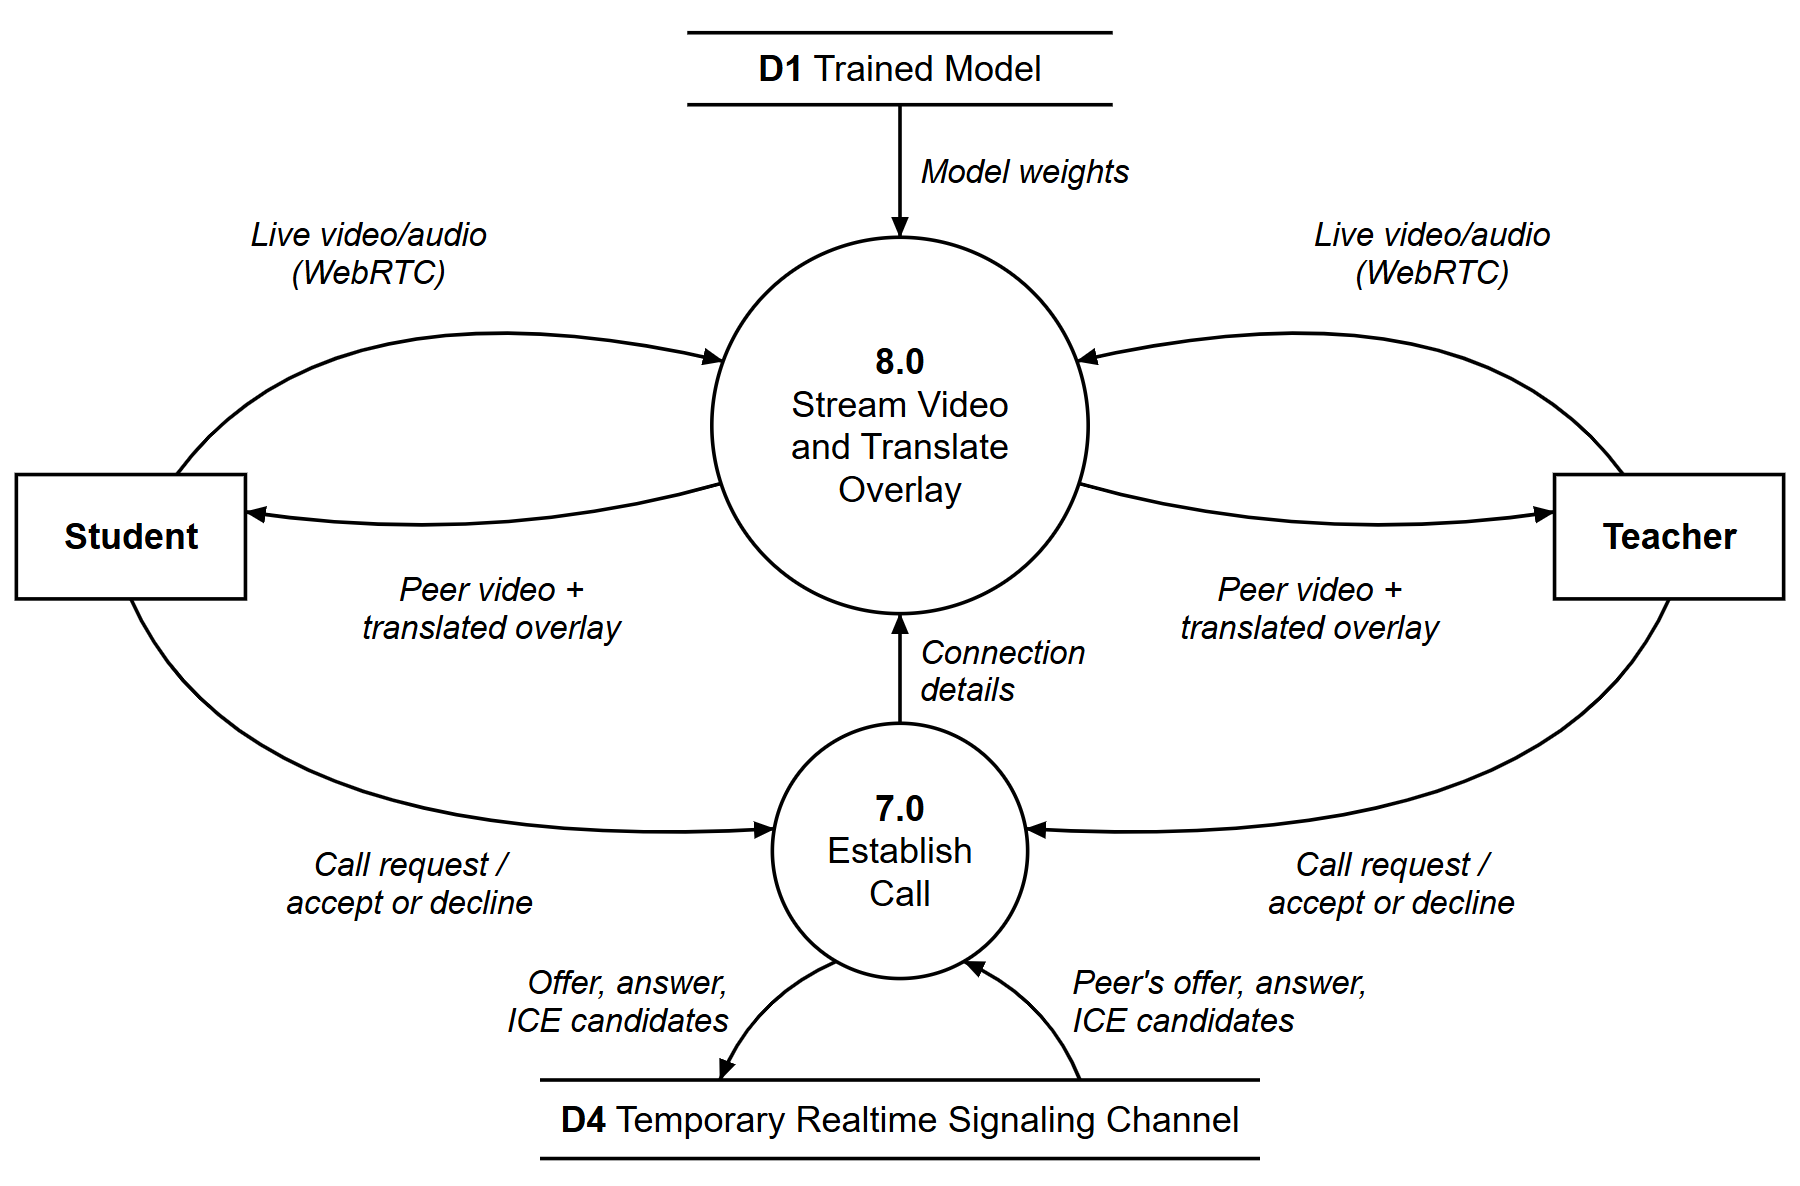 D1 Trained Model
Model weights
Live video/audio
(WebRTC)
Live video/audio
(WebRTC)
8.0
Stream Video
and Translate
Overlay
Student
Teacher
Peer video +
translated overlay
Peer video +
translated overlay
Connection
details
7.0
Establish
Call
Call request /
accept or decline
Call request /
accept or decline
Offer, answer,
ICE candidates
Peer's offer, answer,
ICE candidates
D4 Temporary Realtime Signaling Channel